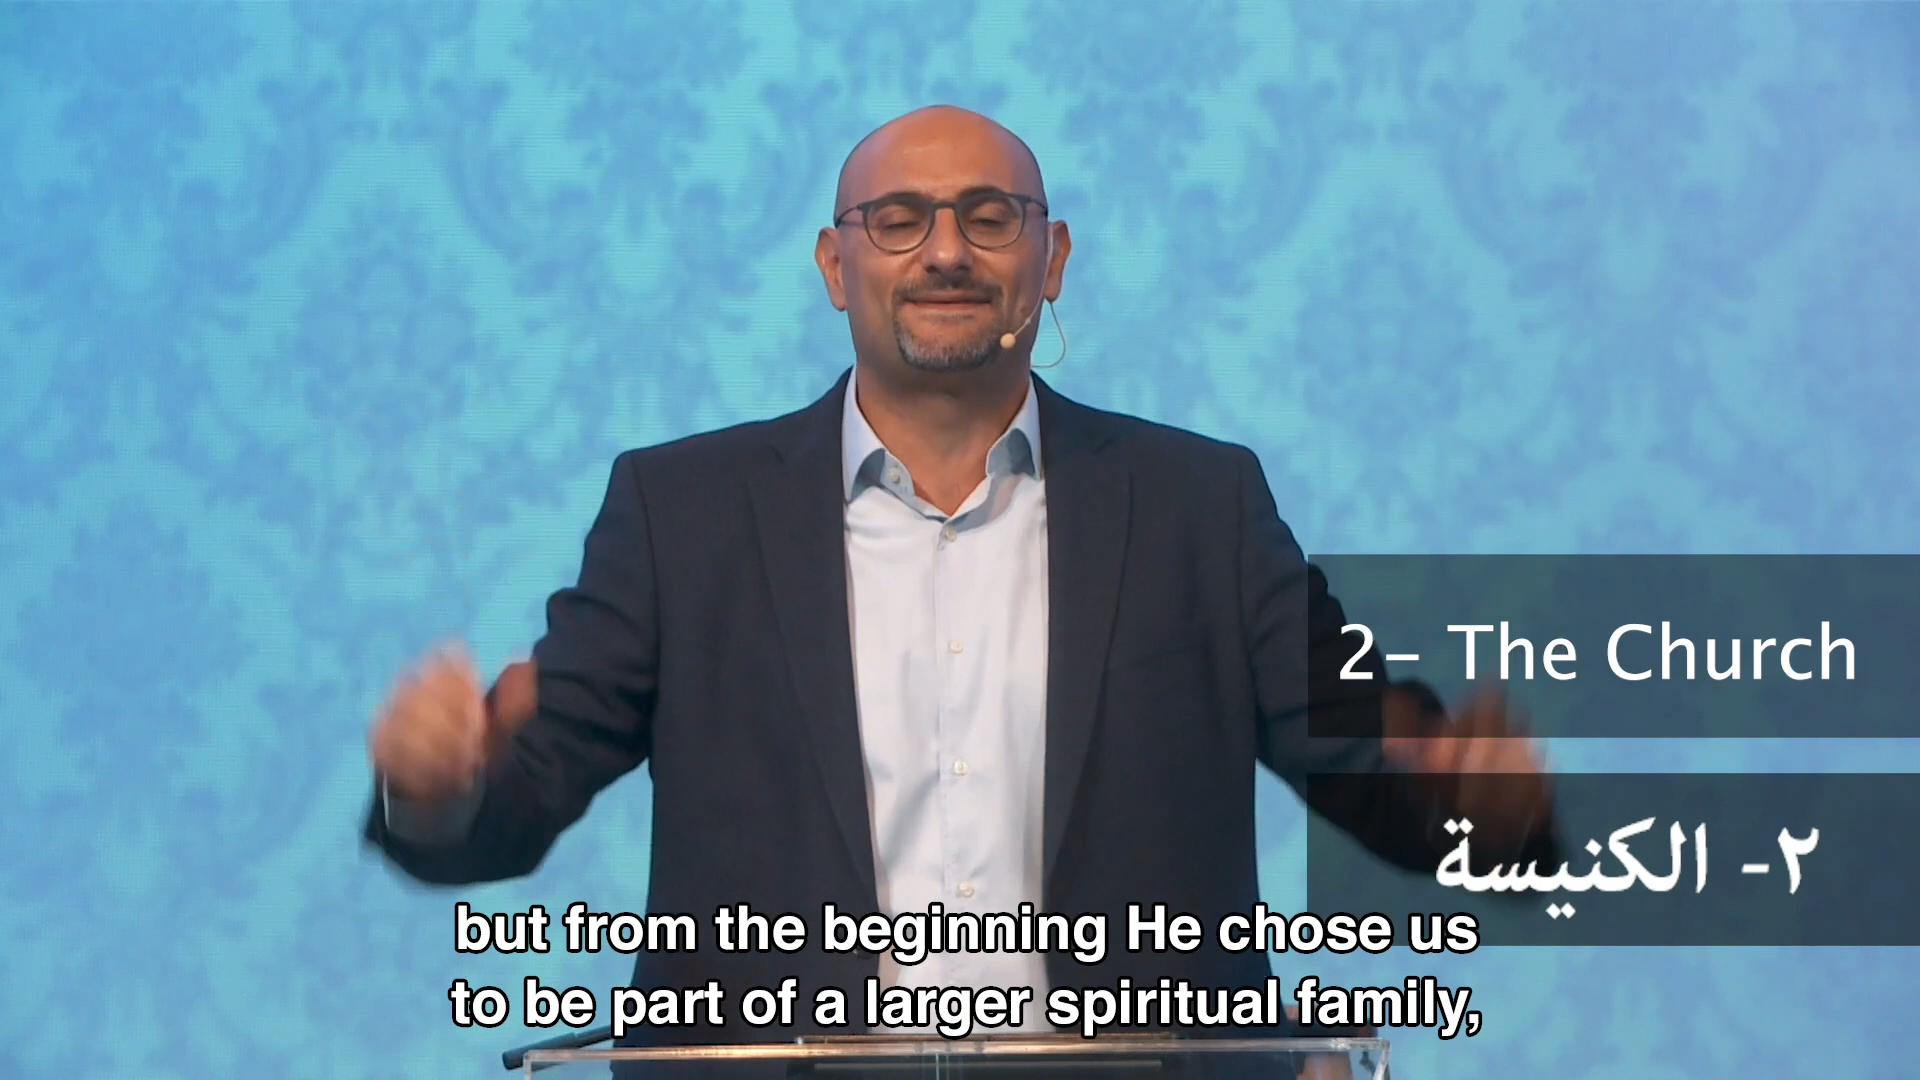 2- The Church
٢- الكنيسة
but from the beginning He chose us
to be part of a larger spiritual family,